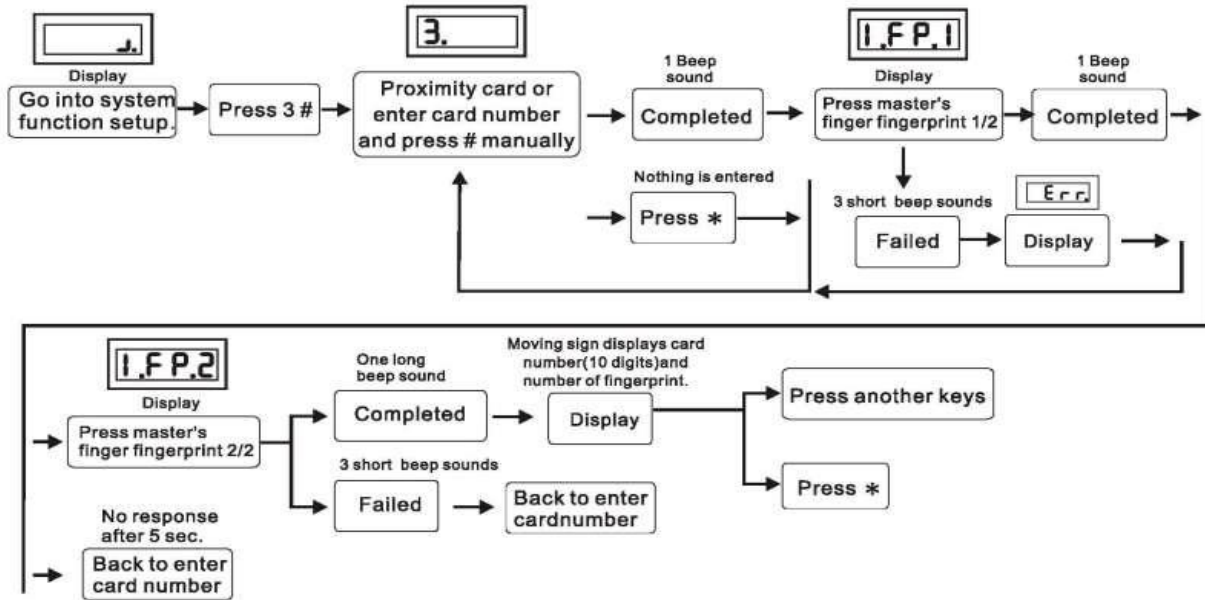 J.
Display
Go into system
function setup.
Press 3 #
3.
Proximity card or
enter card number
and press # manually
1 Beep
sound
Completed
1.FP.1
Display
Press master's
finger fingerprint 1/2
1 Beep
sound
Completed
Nothing is entered
Press *
3 short beep sounds
Failed
Err.
Display
1.FP.2
Display
Press master's
finger fingerprint 2/2
One long
beep sound
Completed
Moving sign displays card
number(10 digits)and
number of fingerprint.
Display
Press another keys
Press *
3 short beep sounds
Failed
Back to enter
cardnumber
No response
after 5 sec.
Back to enter
card number